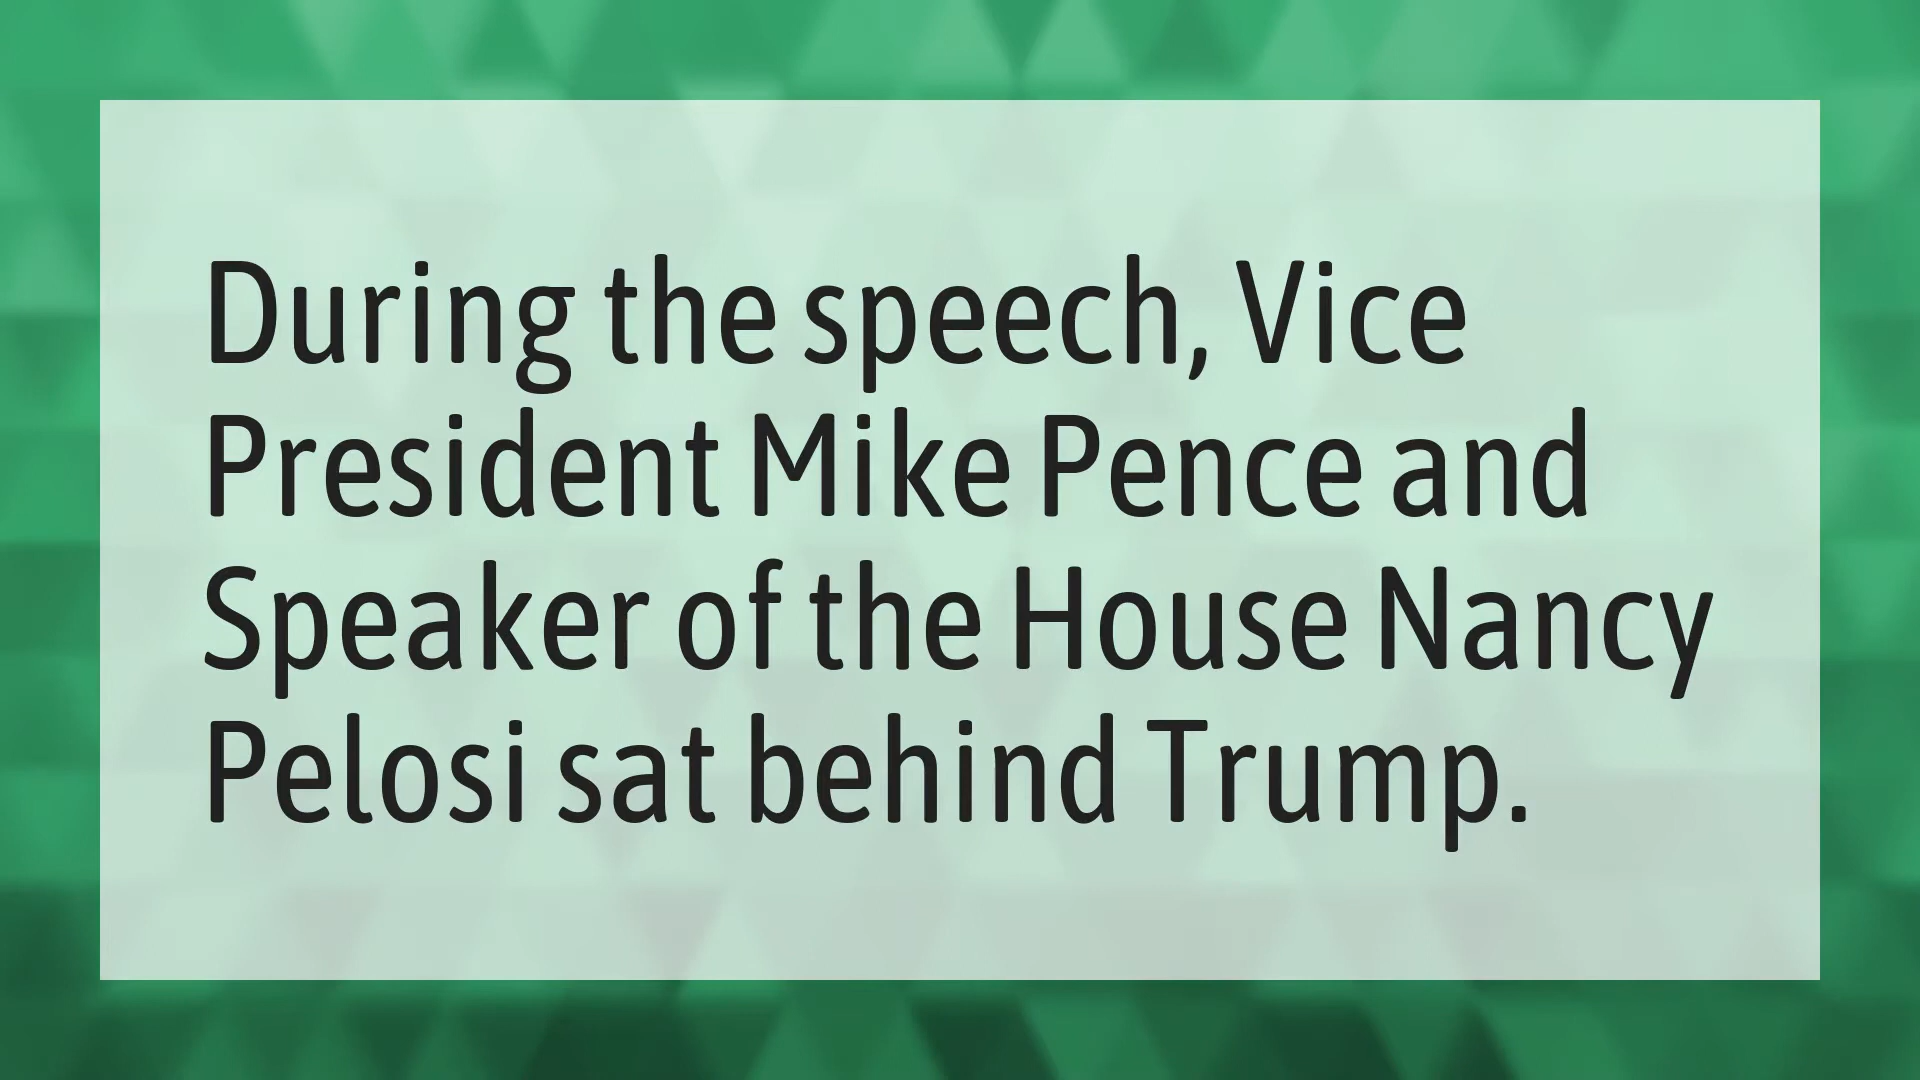 During the speech, Vice
President Mike Pence and
Speaker of the House Nancy
Pelosi sat behind Trump.